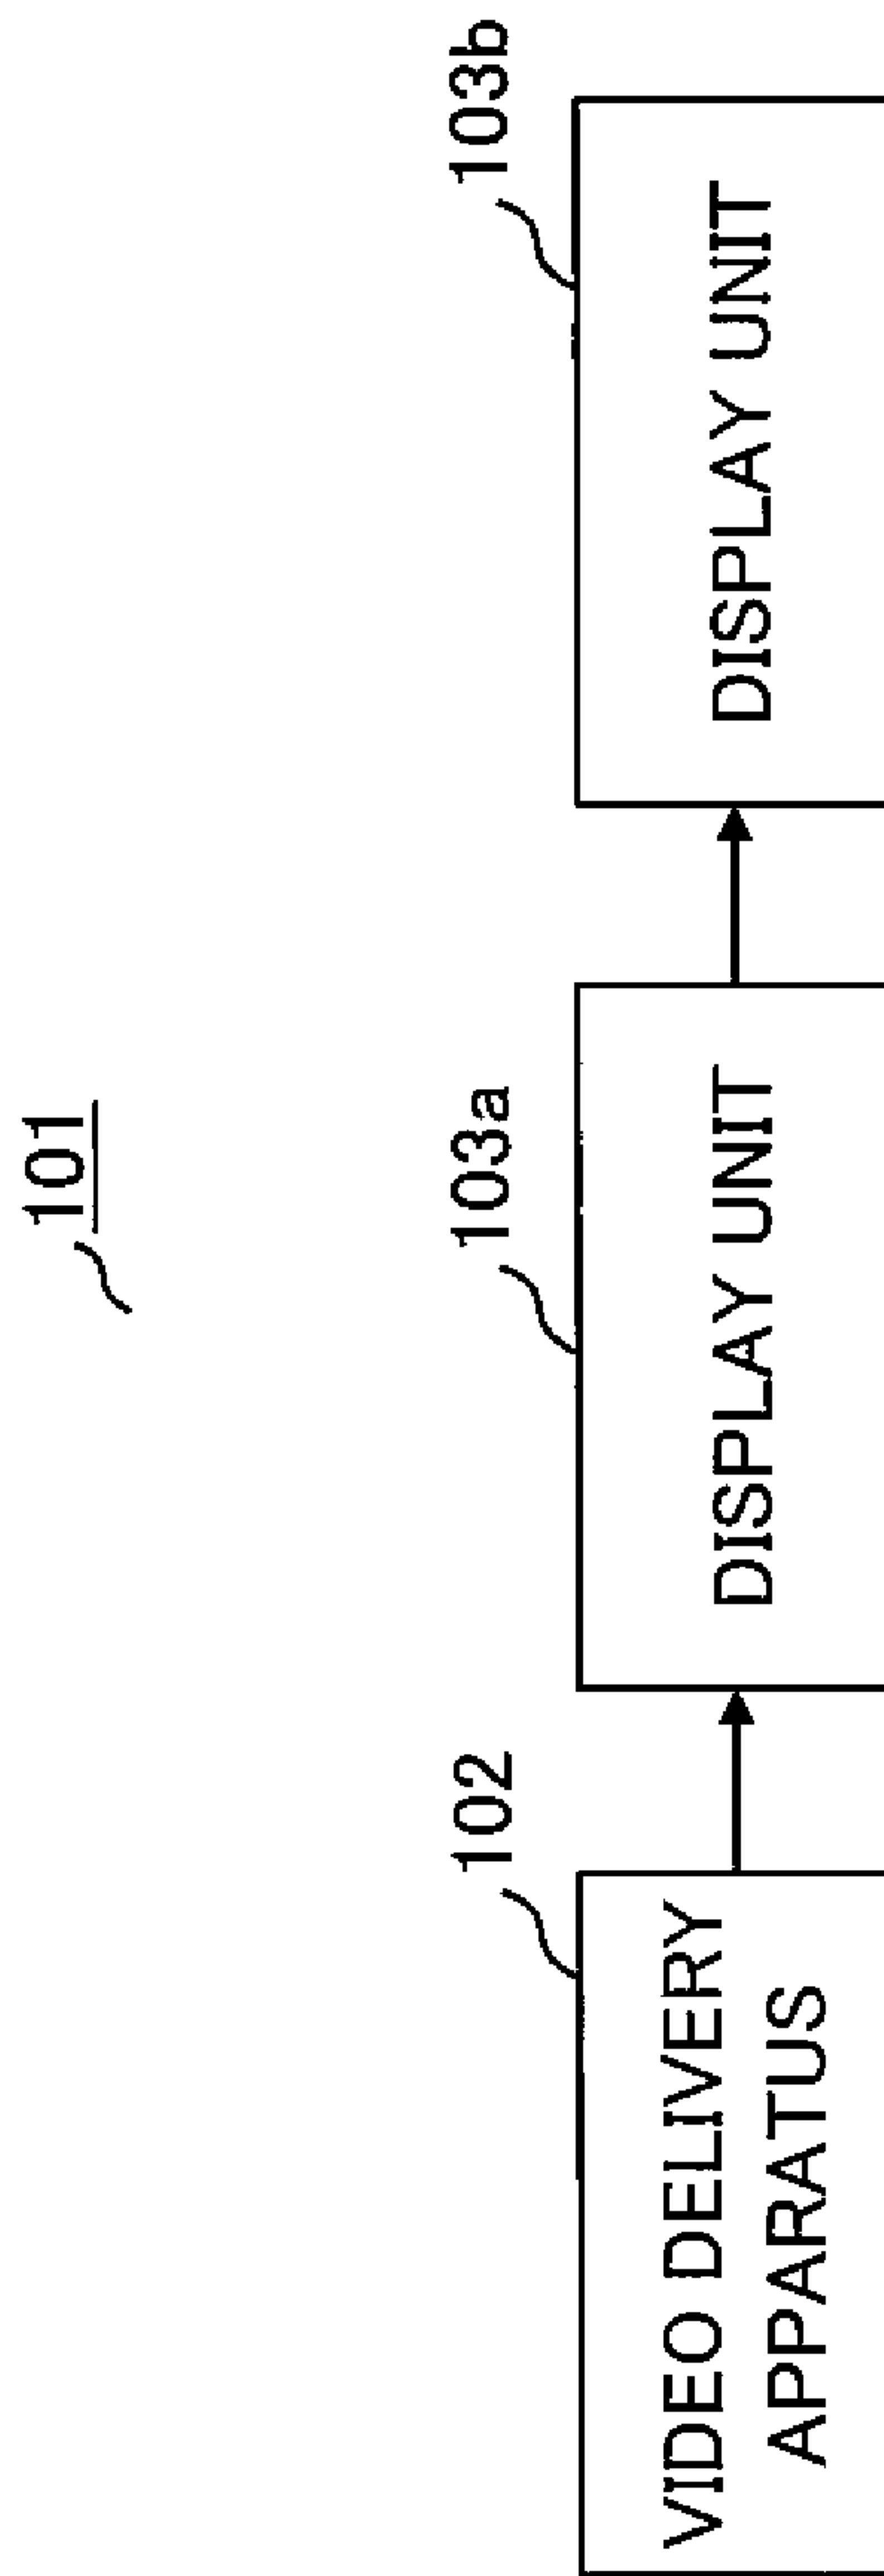 101
102
103a
103b
VIDEO DELIVERY
APPARATUS
DISPLAY UNIT
DISPLAY UNIT